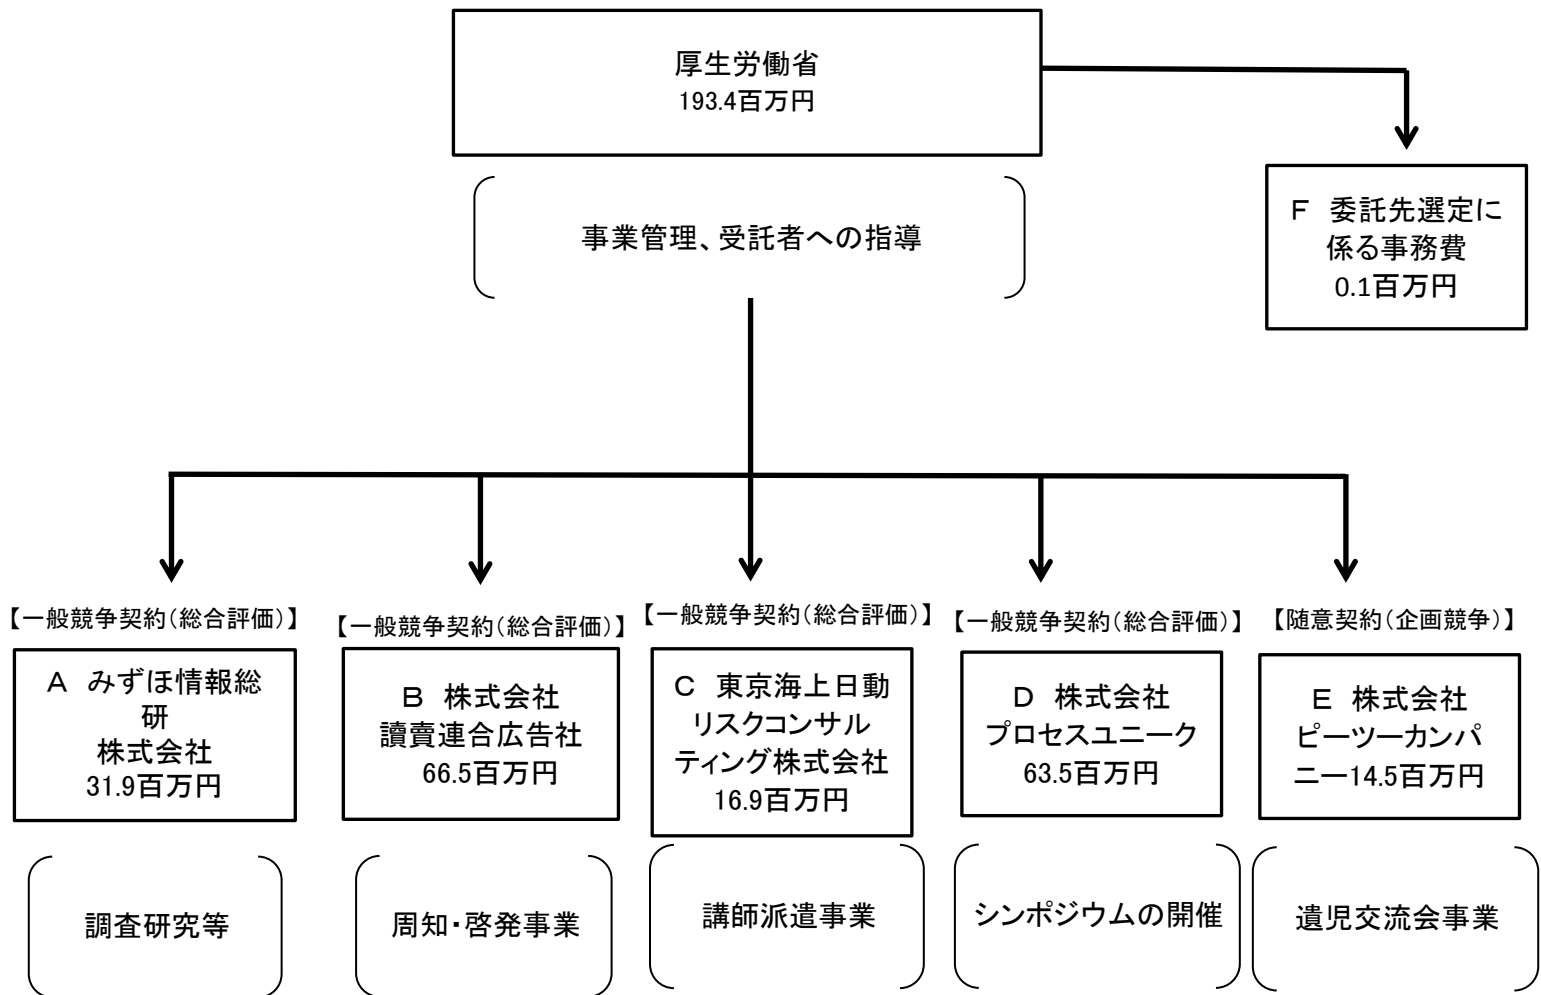 厚生労働省
193.4百万円
事業管理、受託者への指導
F　委託先選定に
係る事務費
0.1百万円
【一般競争契約(総合評価)】
A　みずほ情報総
研
株式会社
31.9百万円
調査研究等
【一般競争契約(総合評価)】
B　株式会社
讀賣連合広告社
66.5百万円
周知・啓発事業
【一般競争契約(総合評価)】
C　東京海上日動
リスクコンサル
ティング株式会社
16.9百万円
講師派遣事業
【一般競争契約(総合評価)】
D　株式会社
プロセスユニーク
63.5百万円
シンポジウムの開催
【随意契約(企画競争)】
E　株式会社
ピーツーカンパ
ニー14.5百万円
遺児交流会事業